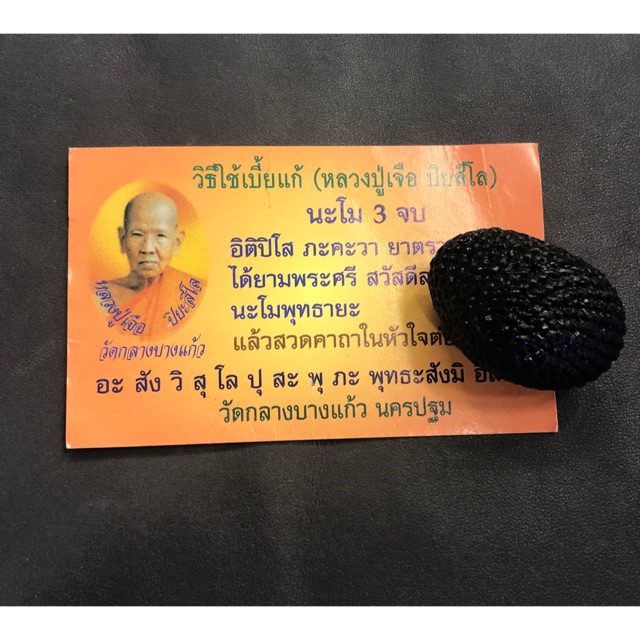 วิธีใช้เบี้ยแก้ (หลวงปู่เจือ ปิยสีโล)
นะโม 3 จบ
อิติปิโส ภะคะวา ยาตรา
ได้ยามพระศรี สวัสดี
นะโมพุทธายะ
แล้วสวดคาถาในหัวใจ
อะ สัง วิ สุ โล ปุ สะ พุ ภะ พุทธะสังมิ
วัดกลางบางแก้ว นครปฐม
หลวงปู่เจือ ปิยะสีโล
วัดกลางบางแก้ว